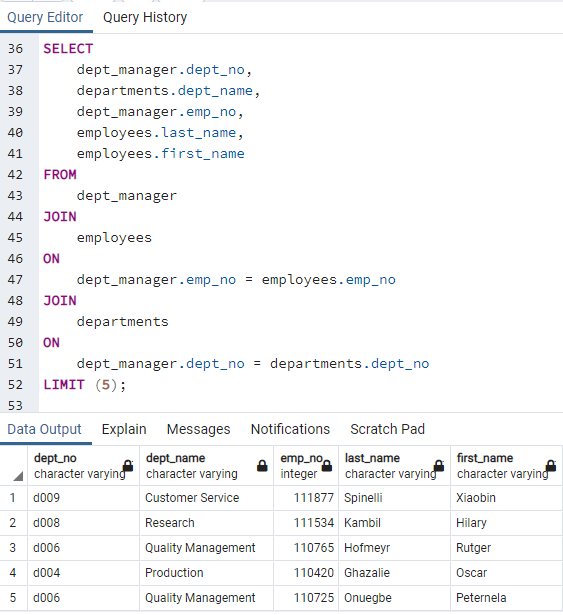 Query Editor Query History
36 SELECT
37 dept_manager.dept_no,
38 departments.dept_name,
39 dept_manager.emp_no,
40 employees.last_name,
41 employees.first_name
42 FROM
43 dept_manager
44 JOIN
45 employees
46 ON
47 dept_manager.emp_no = employees.emp_no
48 JOIN
49 departments
50 ON
51 dept_manager.dept_no = departments.dept_no
52 LIMIT (5);
53
Data Output Explain Messages Notifications Scratch Pad
dept_no dept_name emp_no last_name first_name
character varying character varying integer character varying character varying
1 d009 Customer Service 111877 Spinelli Xiaobin
2 d008 Research 111534 Kambil Hilary
3 d006 Quality Management 110765 Hofmeyr Rutger
4 d004 Production 110420 Ghazalie Oscar
5 d006 Quality Management 110725 Onuegbe Peternela